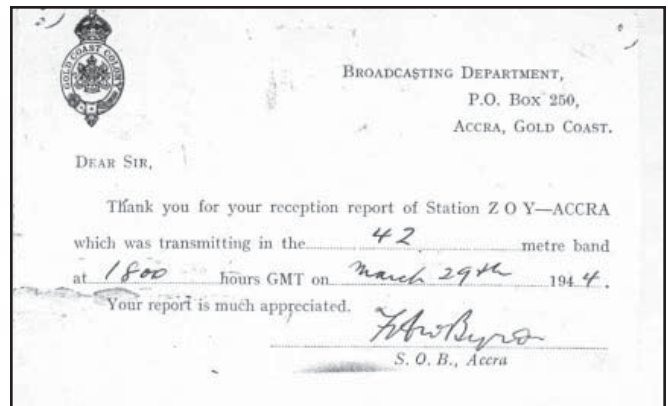 GOLD COAST COLONY
BROADCASTING DEPARTMENT,
P.O. BOX 250,
ACCRA, GOLD COAST.
DEAR SIR,
Thank you for your reception report of Station Z O Y—ACCRA
which was transmitting in the 42 metre band
at 1800 hours GMT on March 29th 1944.
Your report is much appreciated.
S. O. B., Accra